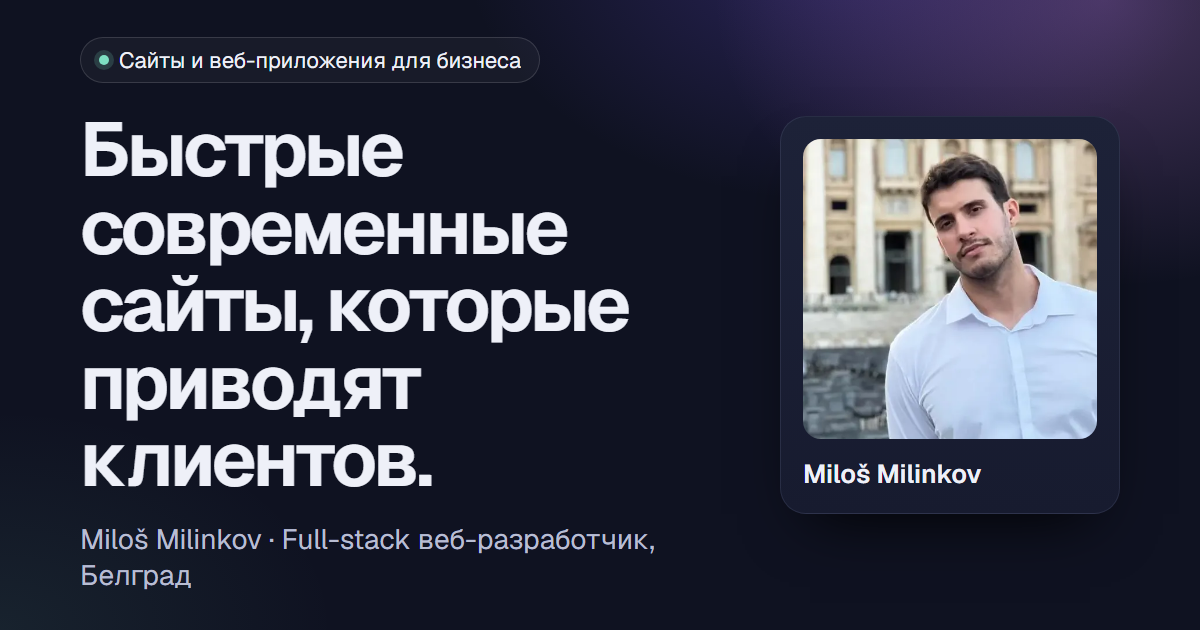 Сайты и веб-приложения для бизнеса
Быстрые
современные
сайты, которые
приводят
клиентов.
Miloš Milinkov · Full-stack веб-разработчик,
Белград
Miloš Milinkov